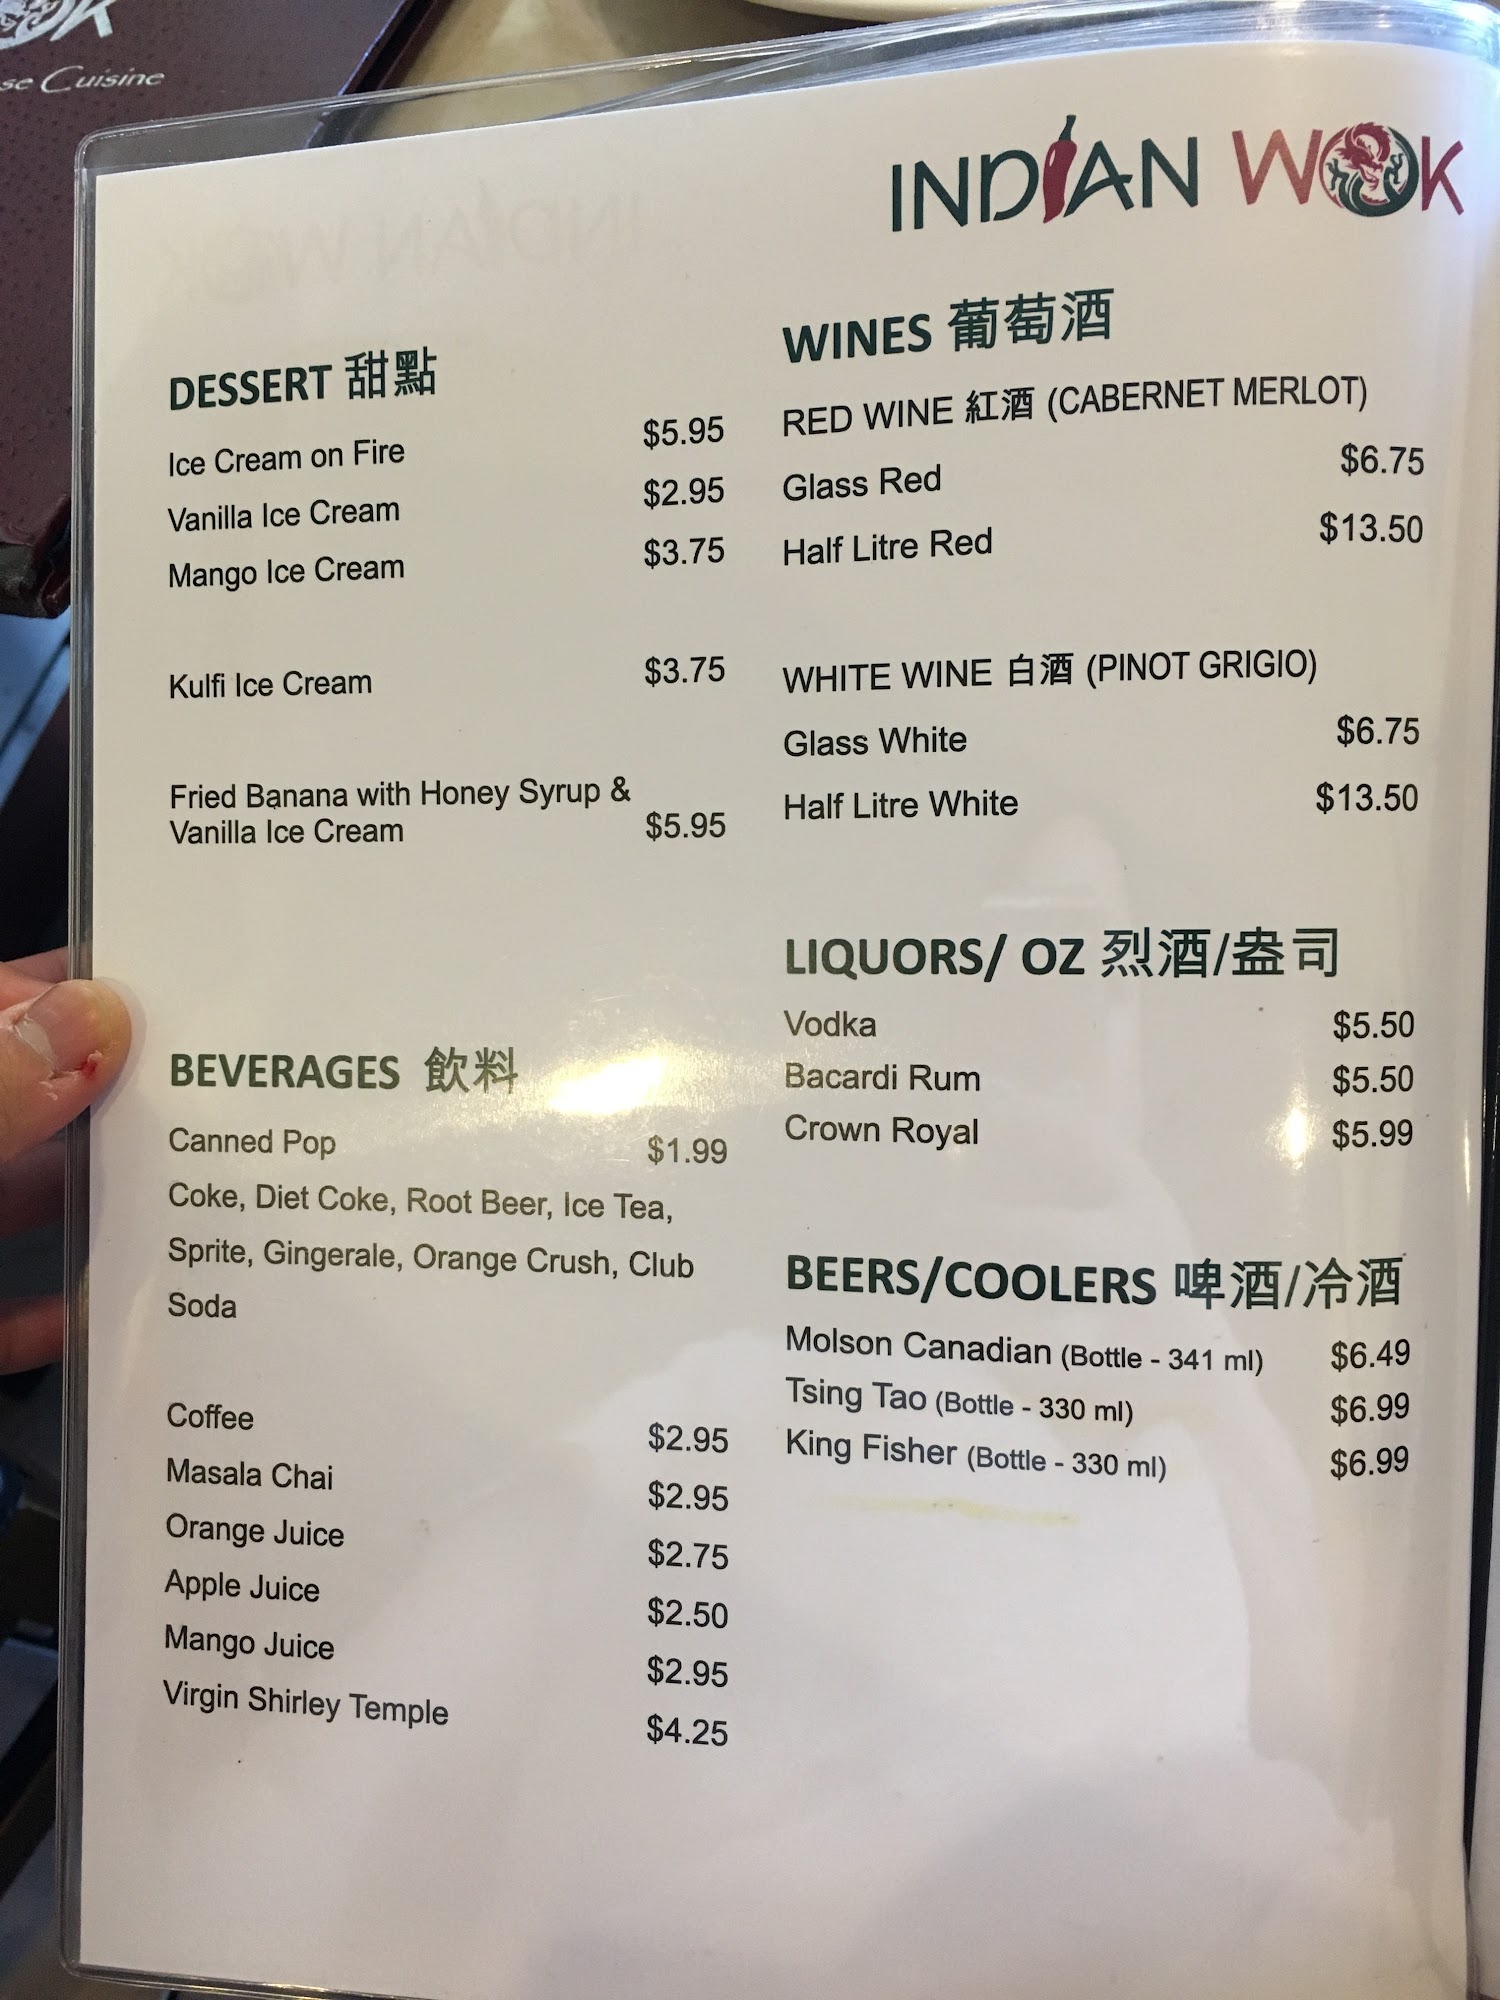 se Cuisine
INDIAN WOK
DESSERT 甜點
Ice Cream on Fire $5.95
Vanilla Ice Cream $2.95
Mango Ice Cream $3.75
Kulfi Ice Cream $3.75
Fried Banana with Honey Syrup &
Vanilla Ice Cream $5.95
BEVERAGES 飲料
Canned Pop $1.99
Coke, Diet Coke, Root Beer, Ice Tea,
Sprite, Gingerale, Orange Crush, Club
Soda
Coffee $2.95
Masala Chai $2.95
Orange Juice $2.75
Apple Juice $2.50
Mango Juice $2.95
Virgin Shirley Temple $4.25
WINES 葡萄酒
RED WINE 紅酒 (CABERNET MERLOT)
Glass Red $6.75
Half Litre Red $13.50
WHITE WINE 白酒 (PINOT GRIGIO)
Glass White $6.75
Half Litre White $13.50
LIQUORS/ OZ 烈酒/盎司
Vodka $5.50
Bacardi Rum $5.50
Crown Royal $5.99
BEERS/COOLERS 啤酒/冷酒
Molson Canadian (Bottle - 341 ml) $6.49
Tsing Tao (Bottle - 330 ml) $6.99
King Fisher (Bottle - 330 ml) $6.99